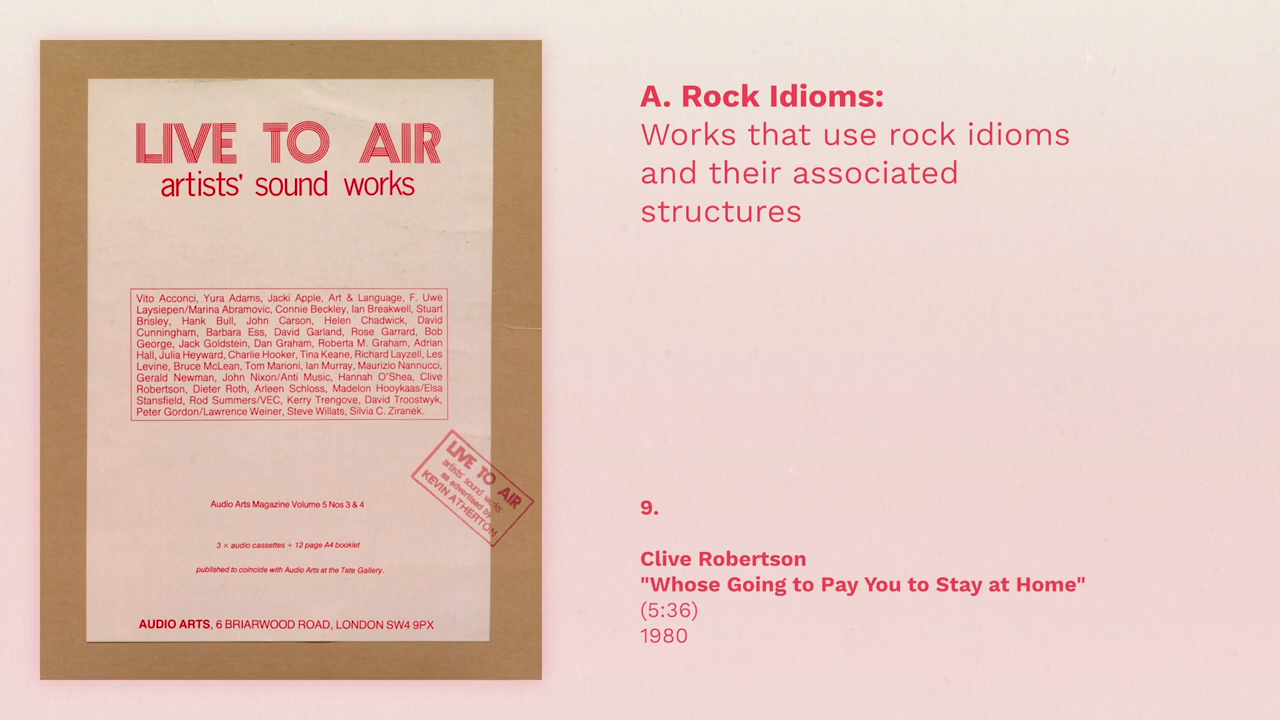 LIVE TO AIR
artists' sound works
Vito Acconci, Yura Adams, Jacki Apple, Art & Language, F. Uwe
Laysiepen/Marina Abramovic, Connie Beckley, Ian Breakwell, Stuart
Brisley, Hank Bull, John Carson, Helen Chadwick, David
Cunningham, Barbara Ess, David Garland, Rose Garrard, Bob
George, Jack Goldstein, Dan Graham, Roberta M. Graham, Adrian
Hall, Julia Heyward, Charlie Hooker, Tina Keane, Richard Layzell, Les
Levine, Bruce McLean, Tom Marioni, Ian Murray, Maurizio Nannucci,
Gerald Newman, John Nixon/Anti Music, Hannah O'Shea, Clive
Robertson, Dieter Roth, Arleen Schloss, Madelon Hooykaas/Elsa
Stansfield, Rod Summers/VEC, Kerry Trengove, David Troostwyk,
Peter Gordon/Lawrence Weiner, Steve Willats, Silvia C. Ziranek.
LIVE TO AIR
artists' sound works
as advertised by
KEVIN ATHERTON
Audio Arts Magazine Volume 5 Nos 3 & 4
3 × audio cassettes + 12 page A4 booklet
published to coincide with Audio Arts at the Tate Gallery.
AUDIO ARTS, 6 BRIARWOOD ROAD, LONDON SW4 9PX
A. Rock Idioms:
Works that use rock idioms
and their associated
structures
9.
Clive Robertson
"Whose Going to Pay You to Stay at Home"
(5:36)
1980